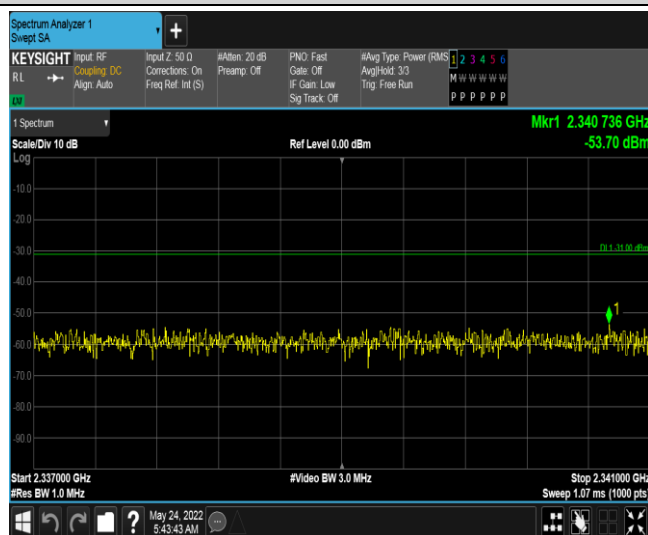 Spectrum Analyzer 1
Swept SA
+
KEYSIGHT Input: RF Input Z: 50 Ω #Atten: 20 dB PNO: Fast #Avg Type: Power (RMS 1 2 3 4 5 6
RL Coupling: DC Corrections: On Preamp: Off Gate: Off Avg|Hold: 3/3 M W W W W W
Align: Auto Freq Ref: Int (S) IF Gain: Low Trig: Free Run P P P P P P
LXI Sig Track: Off
1 Spectrum Mkr1 2.340 736 GHz
Scale/Div 10 dB Ref Level 0.00 dBm -53.70 dBm
Log
-10.0
-20.0
DL1 -31.00 dBm
-30.0
-40.0
1
-50.0
-60.0
-70.0
-80.0
-90.0
Start 2.337000 GHz #Video BW 3.0 MHz Stop 2.341000 GHz
#Res BW 1.0 MHz Sweep 1.07 ms (1000 pts)
? May 24, 2022
5:43:43 AM